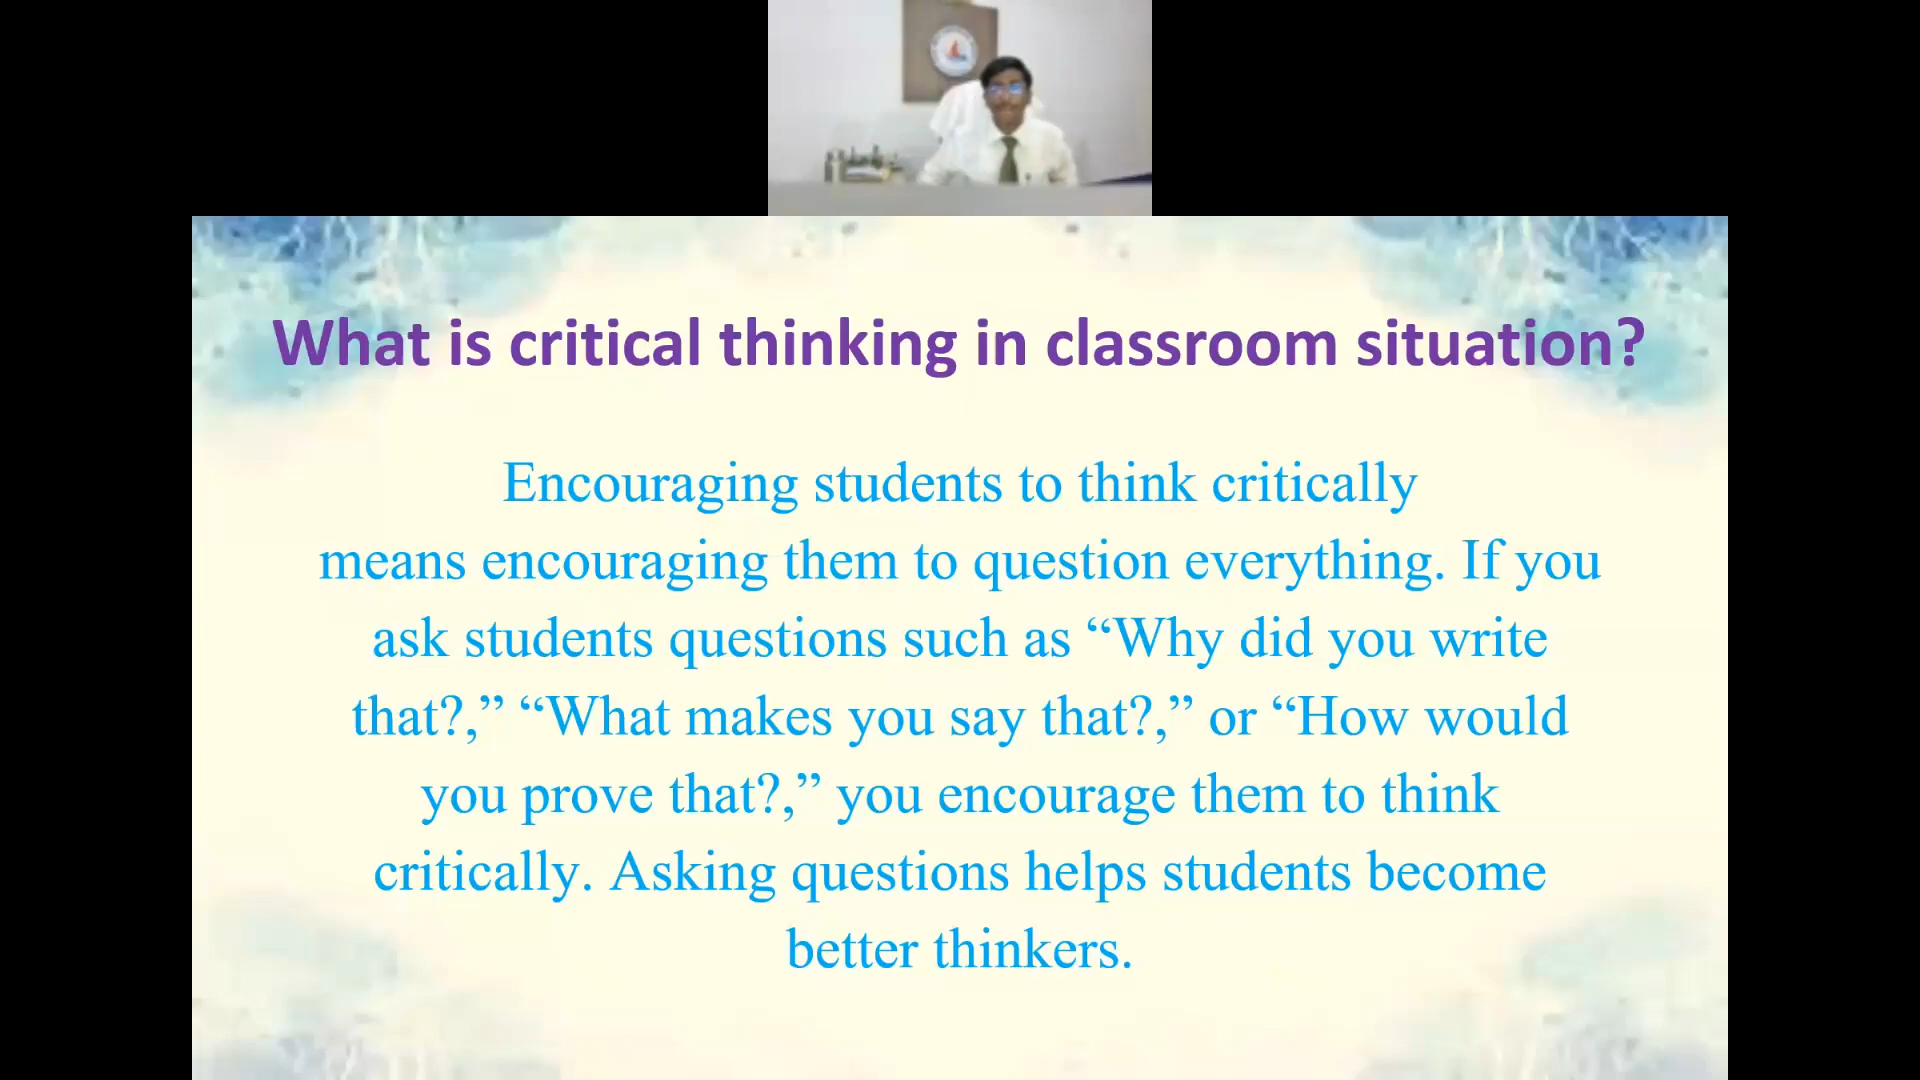 What is critical thinking in classroom situation?
Encouraging students to think critically
means encouraging them to question everything. If you
ask students questions such as “Why did you write
that?,” “What makes you say that?,” or “How would
you prove that?,” you encourage them to think
critically. Asking questions helps students become
better thinkers.